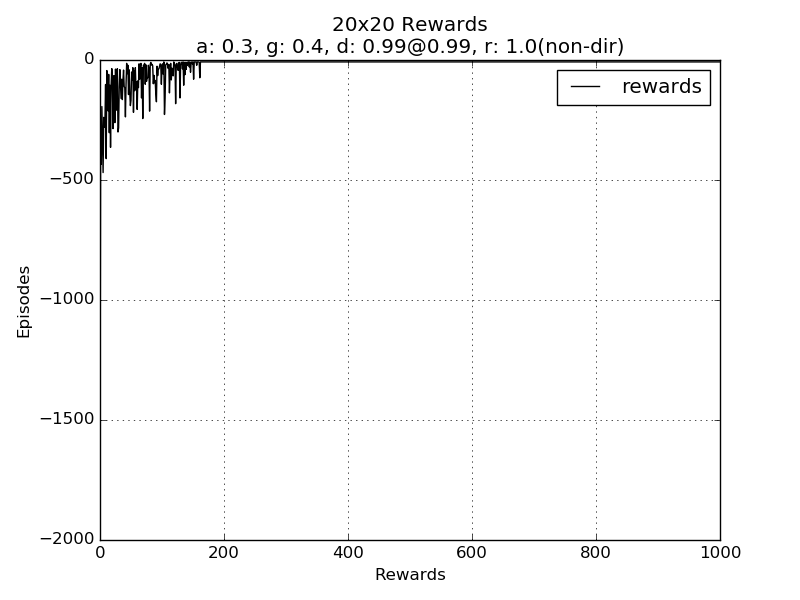 20x20 Rewards
a: 0.3, g: 0.4, d: 0.99@0.99, r: 1.0(non-dir)
rewards
0
−500
−1000
−1500
−2000
Episodes
0 200 400 600 800 1000
Rewards